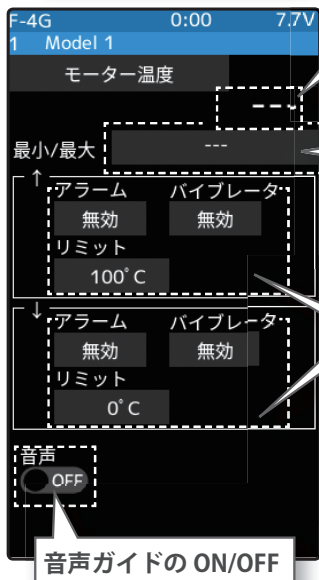 F-4G 0:00 7.7V
1 Model 1
モーター温度
---
最小/最大 ---
↑
アラーム バイブレータ
無効 無効
リミット
100°C
↓
アラーム バイブレータ
無効 無効
リミット
0°C
音声
OFF
音声ガイドの ON/OFF